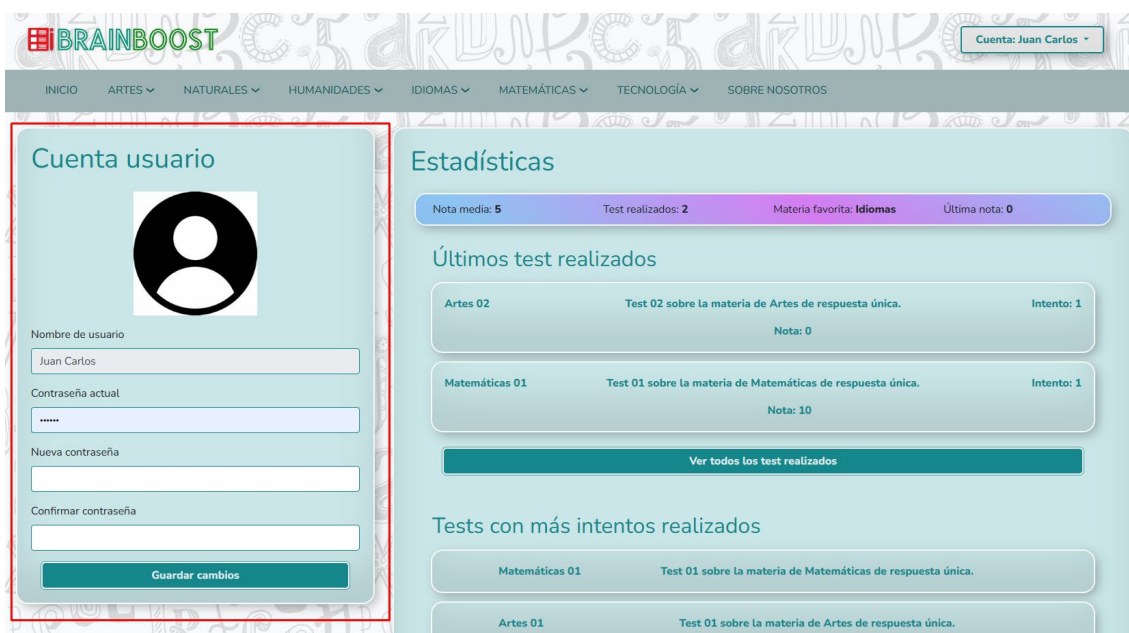 BRAINBOOST
Cuenta: Juan Carlos
INICIO ARTES NATURALES HUMANIDADES IDIOMAS MATEMÁTICAS TECNOLOGÍA SOBRE NOSOTROS
Cuenta usuario
Nombre de usuario
Juan Carlos
Contraseña actual
••••••
Nueva contraseña
Confirmar contraseña
Guardar cambios
Estadísticas
Nota media: 5 Test realizados: 2 Materia favorita: Idiomas Última nota: 0
Últimos test realizados
Artes 02 Test 02 sobre la materia de Artes de respuesta única. Intento: 1
Nota: 0
Matemáticas 01 Test 01 sobre la materia de Matemáticas de respuesta única. Intento: 1
Nota: 10
Ver todos los test realizados
Tests con más intentos realizados
Matemáticas 01 Test 01 sobre la materia de Matemáticas de respuesta única.
Artes 01 Test 01 sobre la materia de Artes de respuesta única.